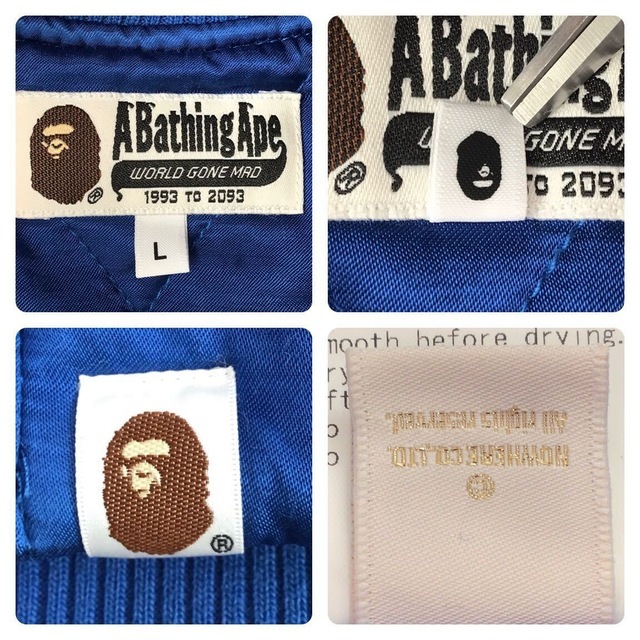 A Bathing Ape
WORLD GONE MAD
® 1993 TO 2093
L
A Bathing
GONE
® TO 2093
®
mooth before drying.
©
NOWHERE CO.,LTD.
All rights reserved.